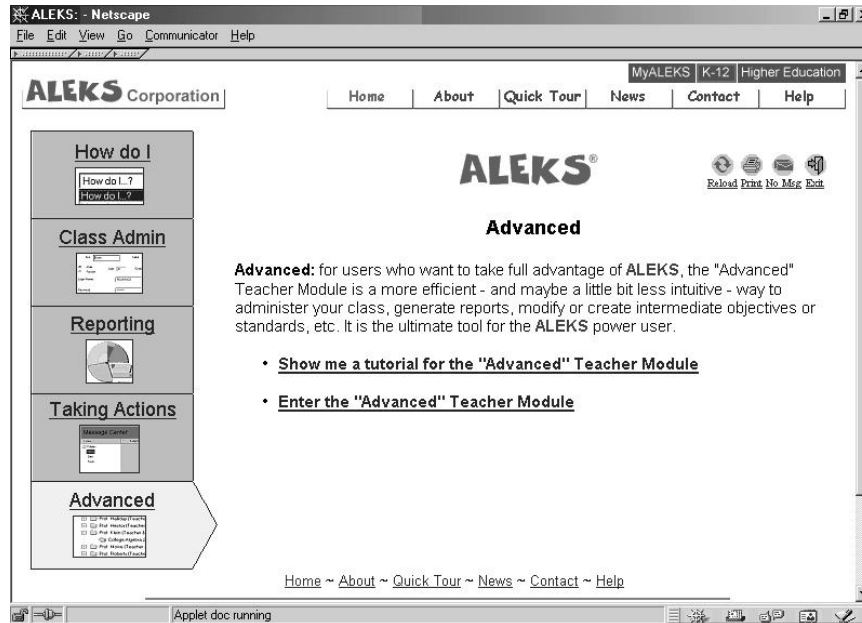 ALEKS: - Netscape
File Edit View Go Communicator Help
MyALEKS K-12 Higher Education
ALEKS Corporation
Home About Quick Tour News Contact Help
How do I
How do I...?
How do I...?
Class Admin
Reporting
Taking Actions
Message Center
Advanced
ALEKS®
Reload Print No Msg Exit
Advanced
Advanced: for users who want to take full advantage of ALEKS, the "Advanced"
Teacher Module is a more efficient - and maybe a little bit less intuitive - way to
administer your class, generate reports, modify or create intermediate objectives or
standards, etc. It is the ultimate tool for the ALEKS power user.
• Show me a tutorial for the "Advanced" Teacher Module
• Enter the "Advanced" Teacher Module
Home ~ About ~ Quick Tour ~ News ~ Contact ~ Help
Applet doc running